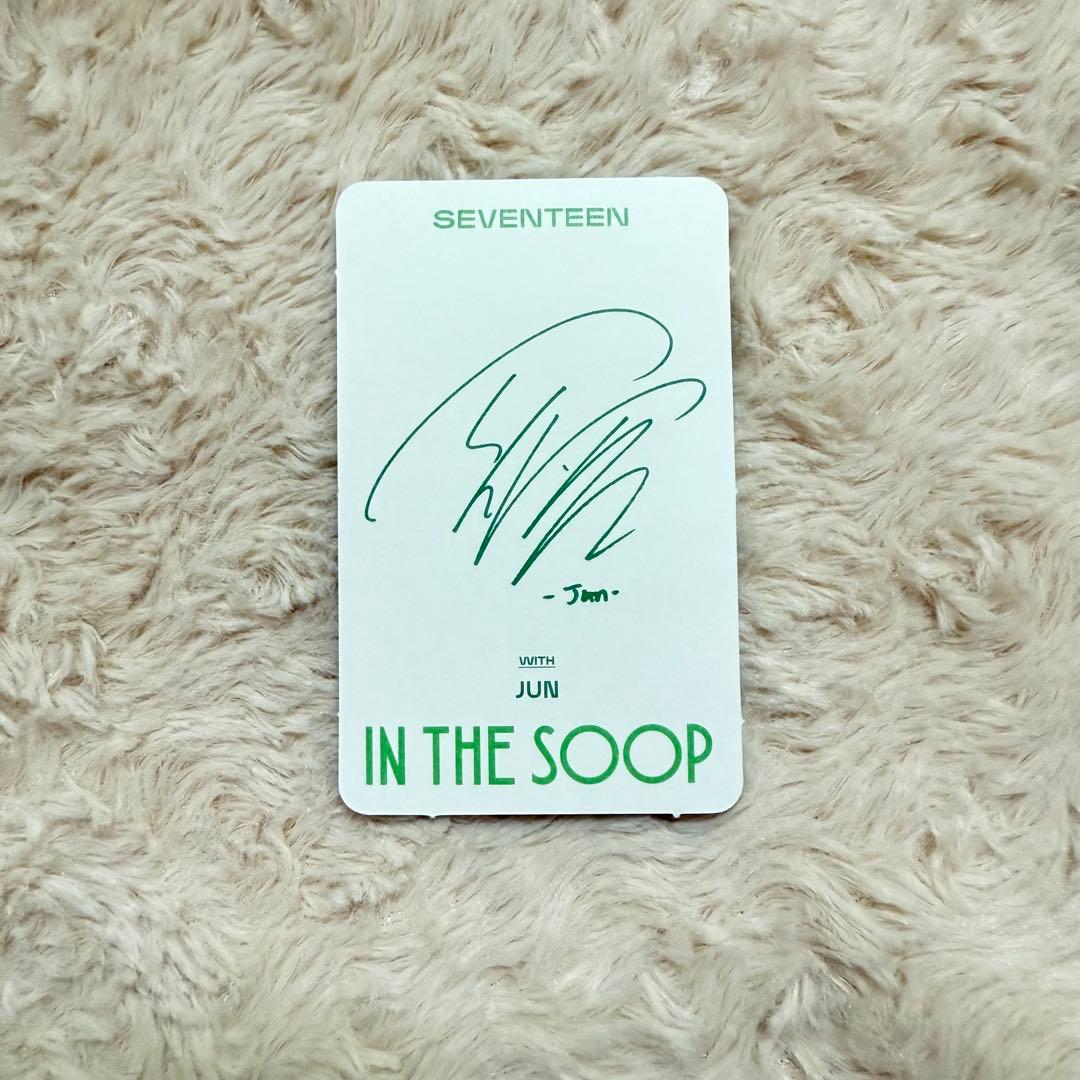 SEVENTEEN
- Jun -
WITH
JUN
IN THE SOOP